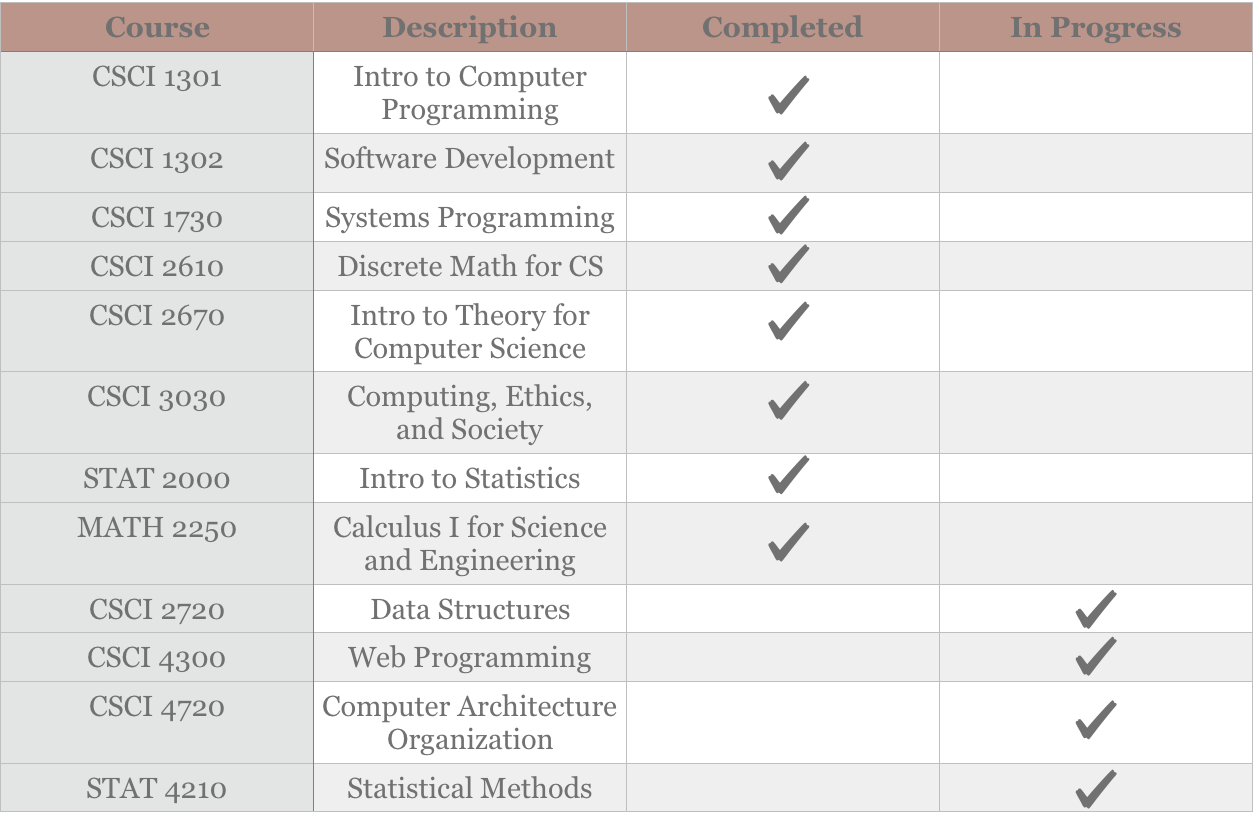 Course Description Completed In Progress
CSCI 1301 Intro to Computer
Programming
CSCI 1302 Software Development
CSCI 1730 Systems Programming
CSCI 2610 Discrete Math for CS
CSCI 2670 Intro to Theory for
Computer Science
CSCI 3030 Computing, Ethics,
and Society
STAT 2000 Intro to Statistics
MATH 2250 Calculus I for Science
and Engineering
CSCI 2720 Data Structures
CSCI 4300 Web Programming
CSCI 4720 Computer Architecture
Organization
STAT 4210 Statistical Methods